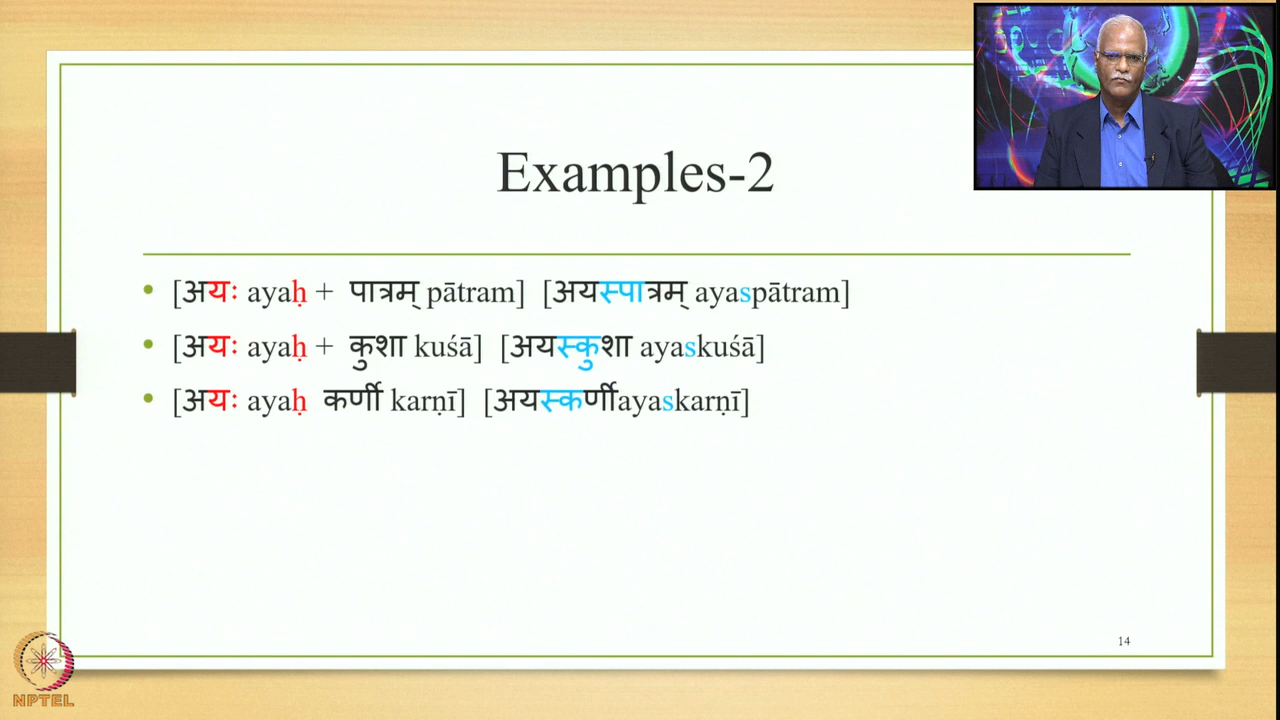 Examples-2
• [अयः ayaḥ + पात्रम् pātram] [अयस्पात्रम् ayaspātram]
• [अयः ayaḥ + कुशा kuśā] [अयस्कुशा ayaskuśā]
• [अयः ayaḥ कर्णी karṇī] [अयस्कर्णीayaskarṇī]
14
NPTEL